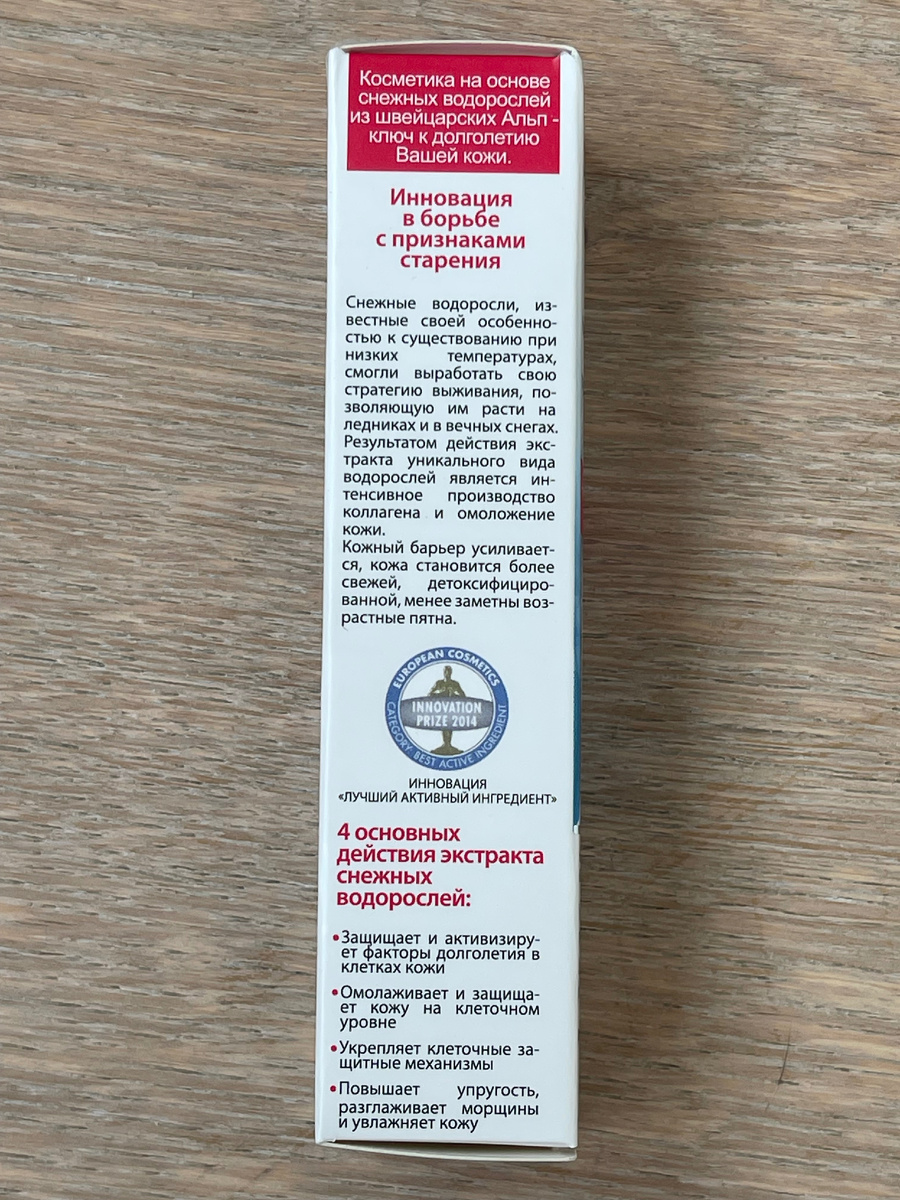 Косметика на основе
снежных водорослей
из швейцарских Альп -
ключ к долголетию
Вашей кожи.
Инновация
в борьбе
с признаками
старения
Снежные водоросли, из-
вестные своей особенно-
стью к существованию при
низких температурах,
смогли выработать свою
стратегию выживания, по-
зволяющую им расти на
ледниках и в вечных снегах.
Результатом действия экс-
тракта уникального вида
водорослей является ин-
тенсивное производство
коллагена и омоложение
кожи.
Кожный барьер усиливает-
ся, кожа становится более
свежей, детоксифициро-
ванной, менее заметны воз-
растные пятна.
EUROPEAN COSMETICS
INNOVATION
PRIZE 2014
CATEGORY BEST ACTIVE INGREDIENT
ИННОВАЦИЯ
«ЛУЧШИЙ АКТИВНЫЙ ИНГРЕДИЕНТ»
4 основных
действия экстракта
снежных
водорослей:
•Защищает и активизиру-
ет факторы долголетия в
клетках кожи
•Омолаживает и защища-
ет кожу на клеточном
уровне
•Укрепляет клеточные за-
щитные механизмы
•Повышает упругость,
разглаживает морщины
и увлажняет кожу